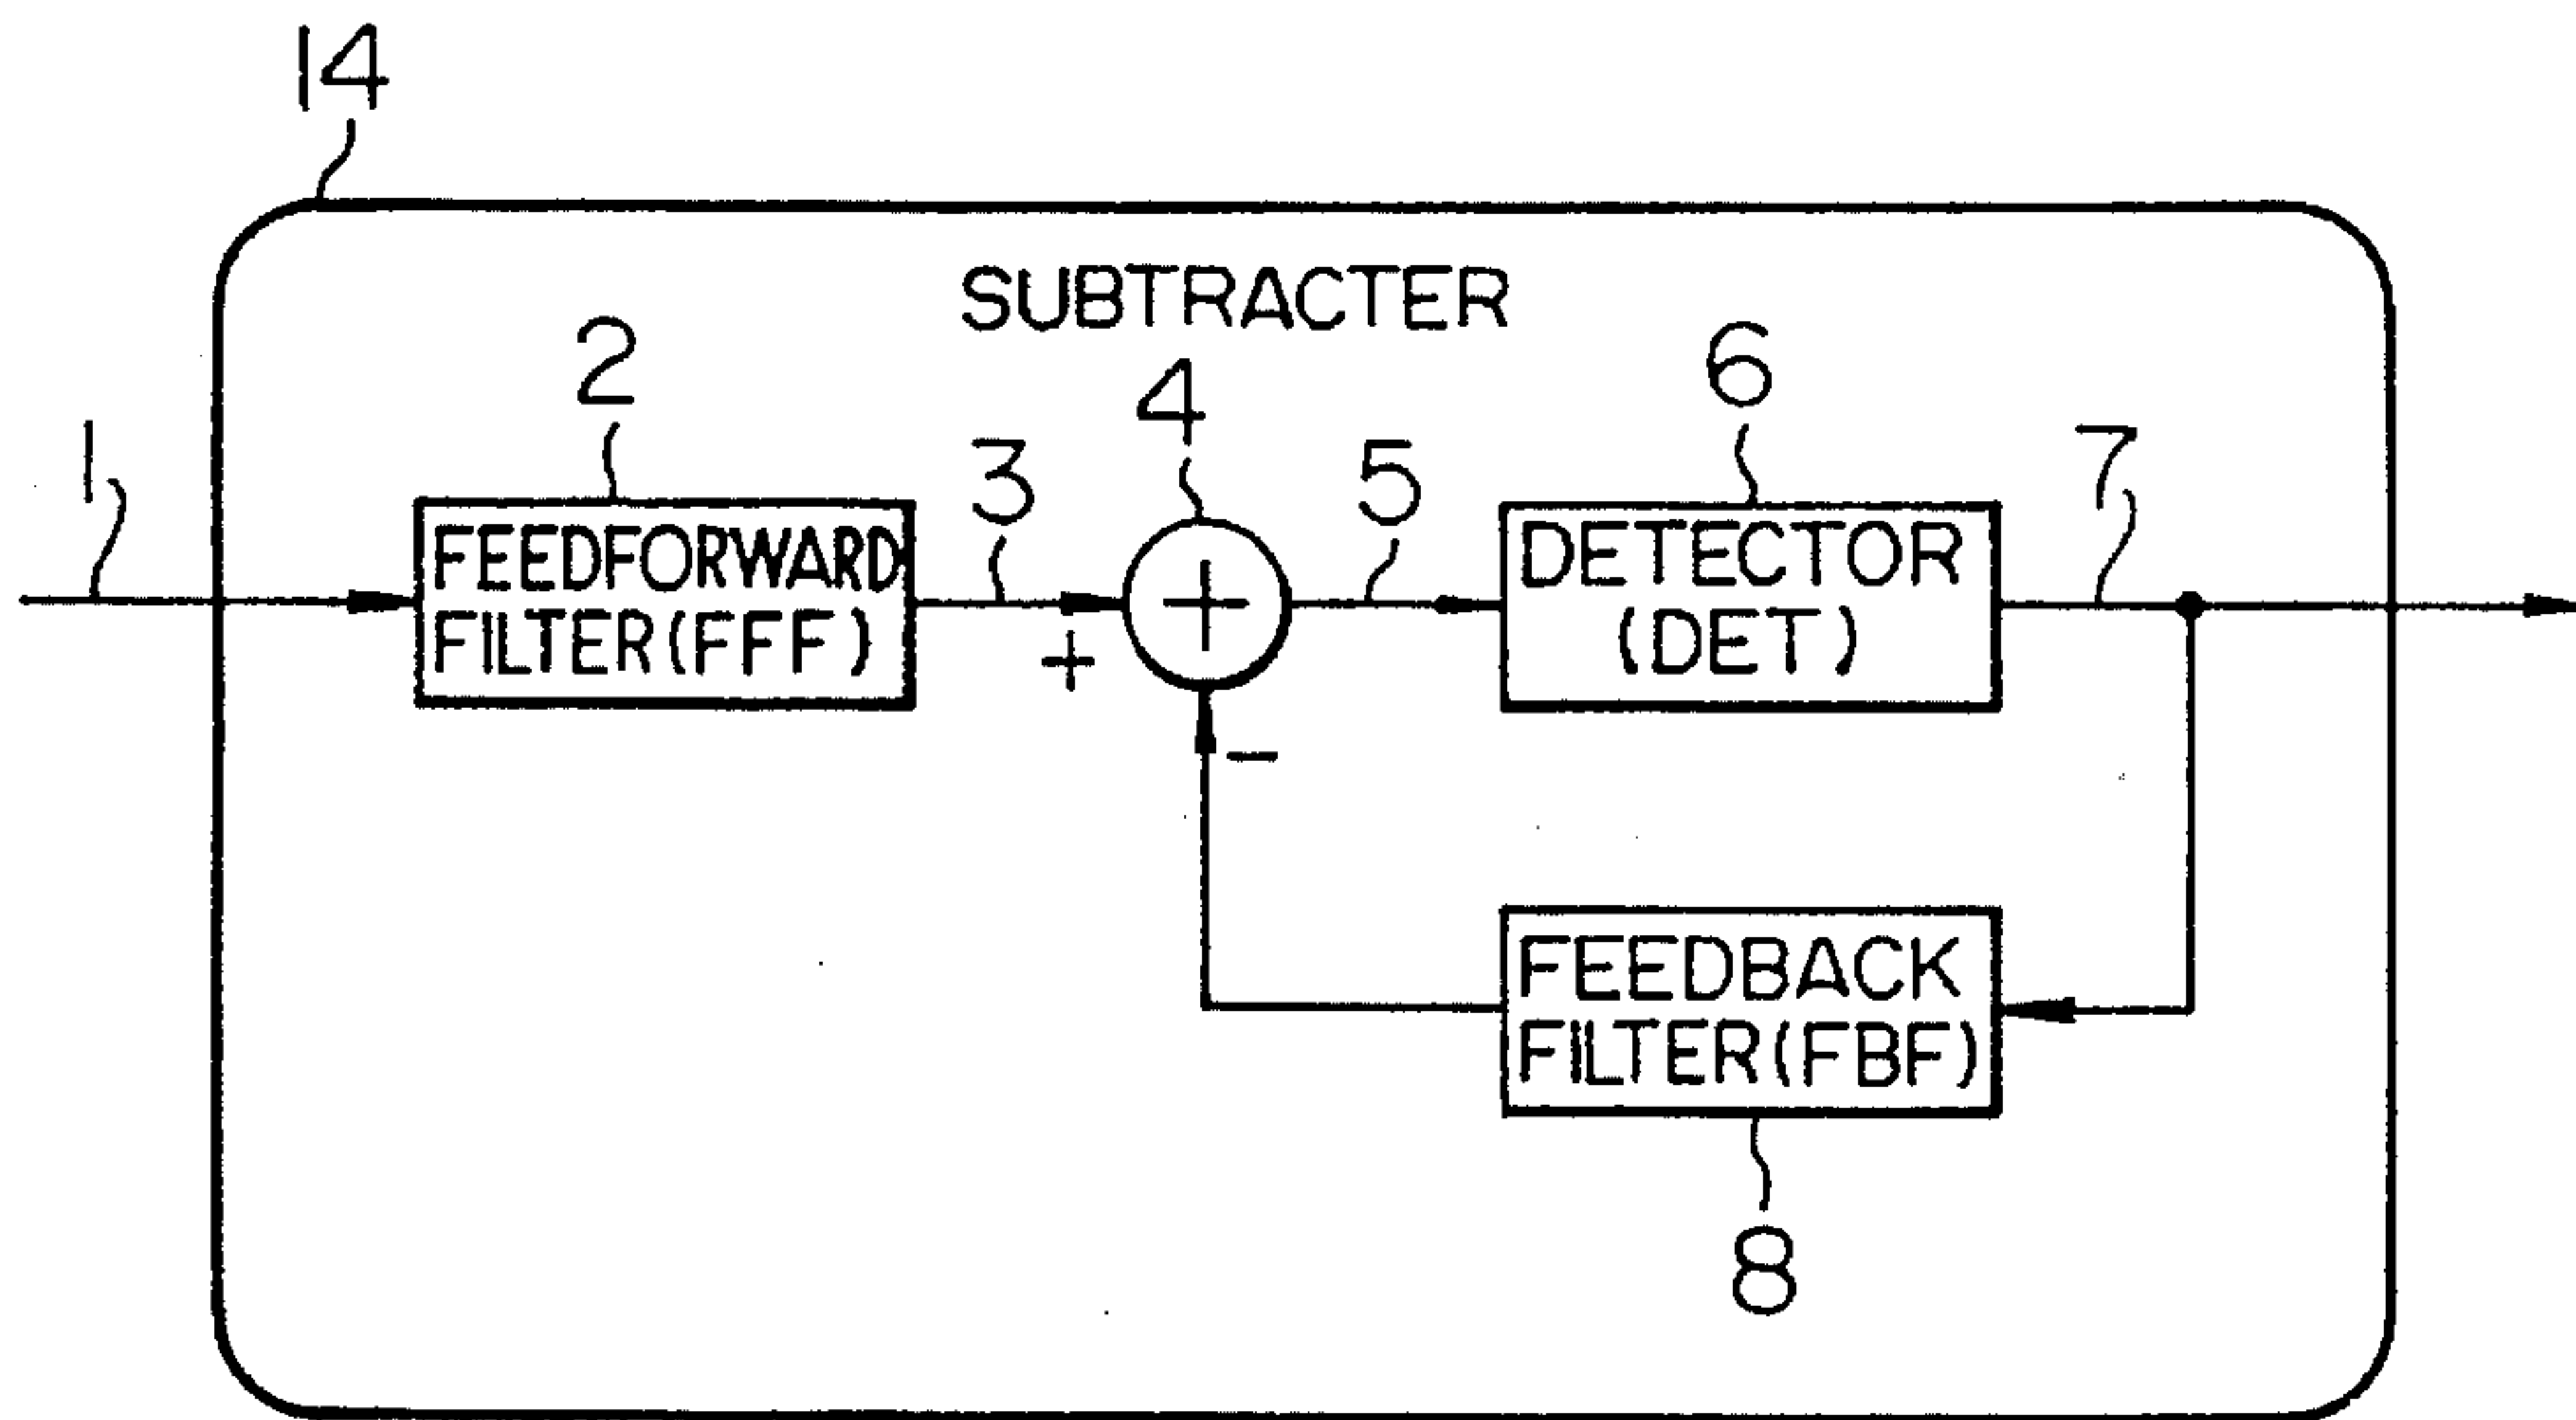 14
SUBTRACTER
2
4
6
1
3
5
7
FEEDFORWARD
FILTER(FFF)
+
+
DETECTOR
(DET)
-
FEEDBACK
FILTER(FBF)
8